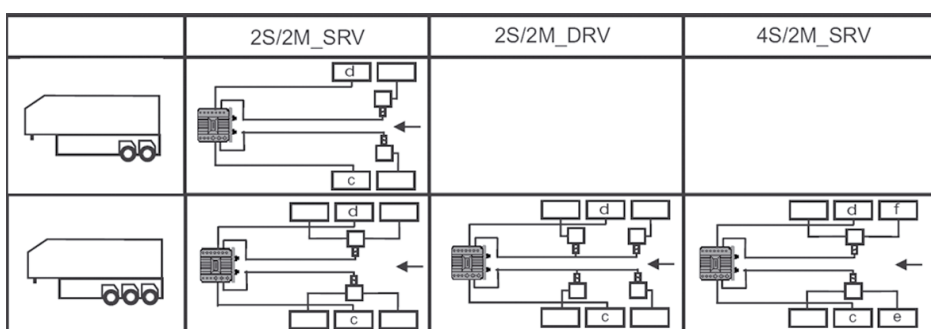 2S/2M_SRV 2S/2M_DRV 4S/2M_SRV
d
c
d d d f
c c c e